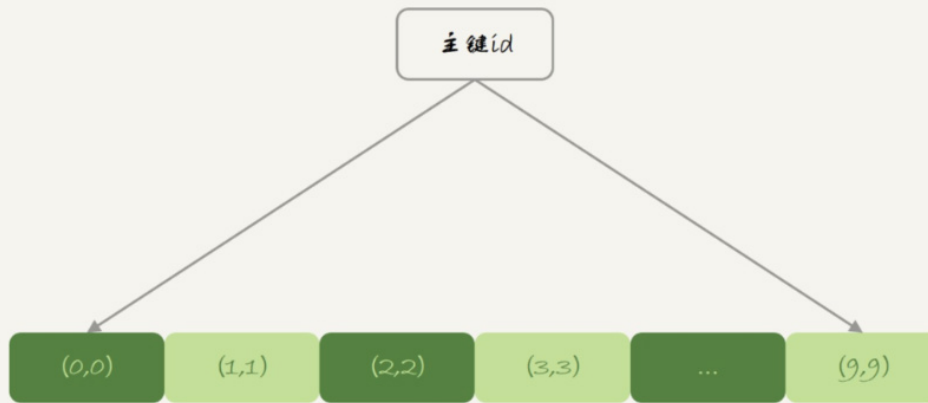 主键id
(0,0) (1,1) (2,2) (3,3) ... (9,9)